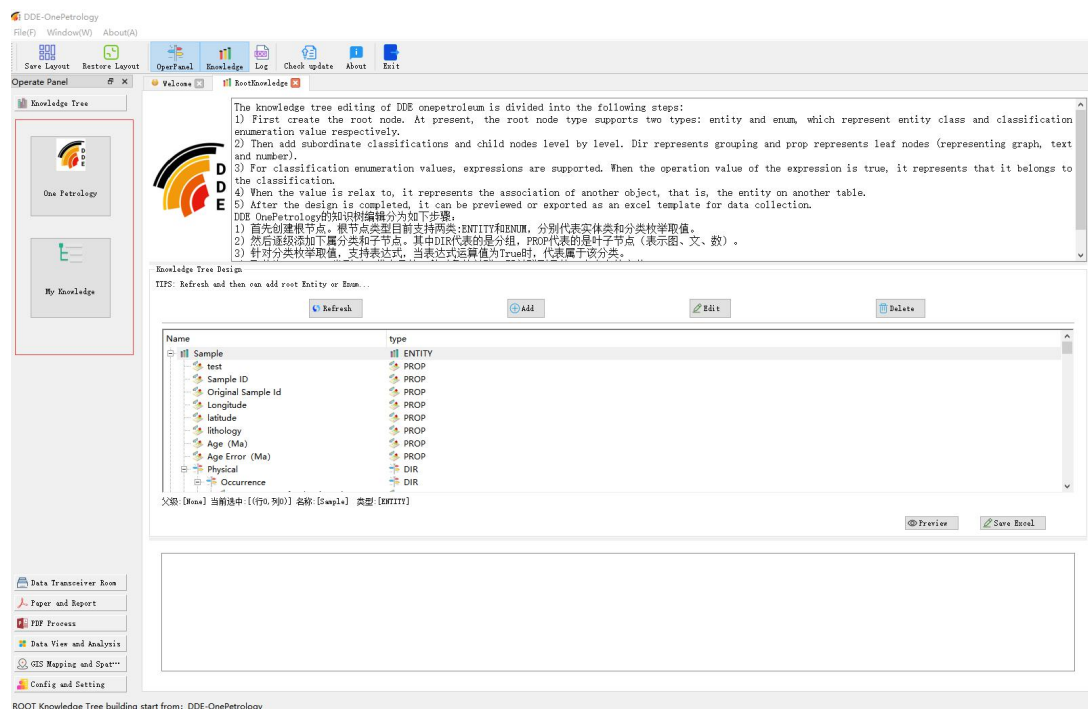 DDE-OnePetrology
File(F) Window(W) About(A)
Save Layout Restore Layout OperPanel Knowledge Log Check update About Exit
Operate Panel
Welcome RootKnowledge
Knowledge Tree
D
D
E
One Petrology
My Knowledge
The knowledge tree editing of DDE onepetroleum is divided into the following steps:
1) First create the root node. At present, the root node type supports two types: entity and enum, which represent entity class and classification
enumeration value respectively.
2) Then add subordinate classifications and child nodes level by level. Dir represents grouping and prop represents leaf nodes (representing graph, text
and number).
3) For classification enumeration values, expressions are supported. When the operation value of the expression is true, it represents that it belongs to
the classification.
4) When the value is relax to, it represents the association of another object, that is, the entity on another table.
5) After the design is completed, it can be previewed or exported as an excel template for data collection.
DDE OnePetrology的知识树编辑分为如下步骤:
1) 首先创建根节点。根节点类型目前支持两类:ENTITY和ENUM, 分别代表实体类和分类枚举取值。
2) 然后逐级添加下属分类和子节点。其中DIR代表的是分组, PROP代表的是叶子节点 (表示图、文、数) 。
3) 针对分类枚举取值, 支持表达式, 当表达式运算值为True时, 代表属于该分类。
D
D
E
Knowledge Tree Design
TIPS: Refresh and then can add root Entity or Enum...
Refresh Add Edit Delete
Name type
Sample ENTITY
test PROP
Sample ID PROP
Original Sample Id PROP
Longitude PROP
latitude PROP
lithology PROP
Age (Ma) PROP
Age Error (Ma) PROP
Physical DIR
Occurrence DIR
父级:[None] 当前选中:[(行0,列0)] 名称:[Sample] 类型:[ENTITY]
Preview Save Excel
Data Transceiver Room
Paper and Report
PDF Process
Data View and Analysis
GIS Mapping and Spat···
Config and Setting
ROOT Knowledge Tree building start from: DDE-OnePetrology